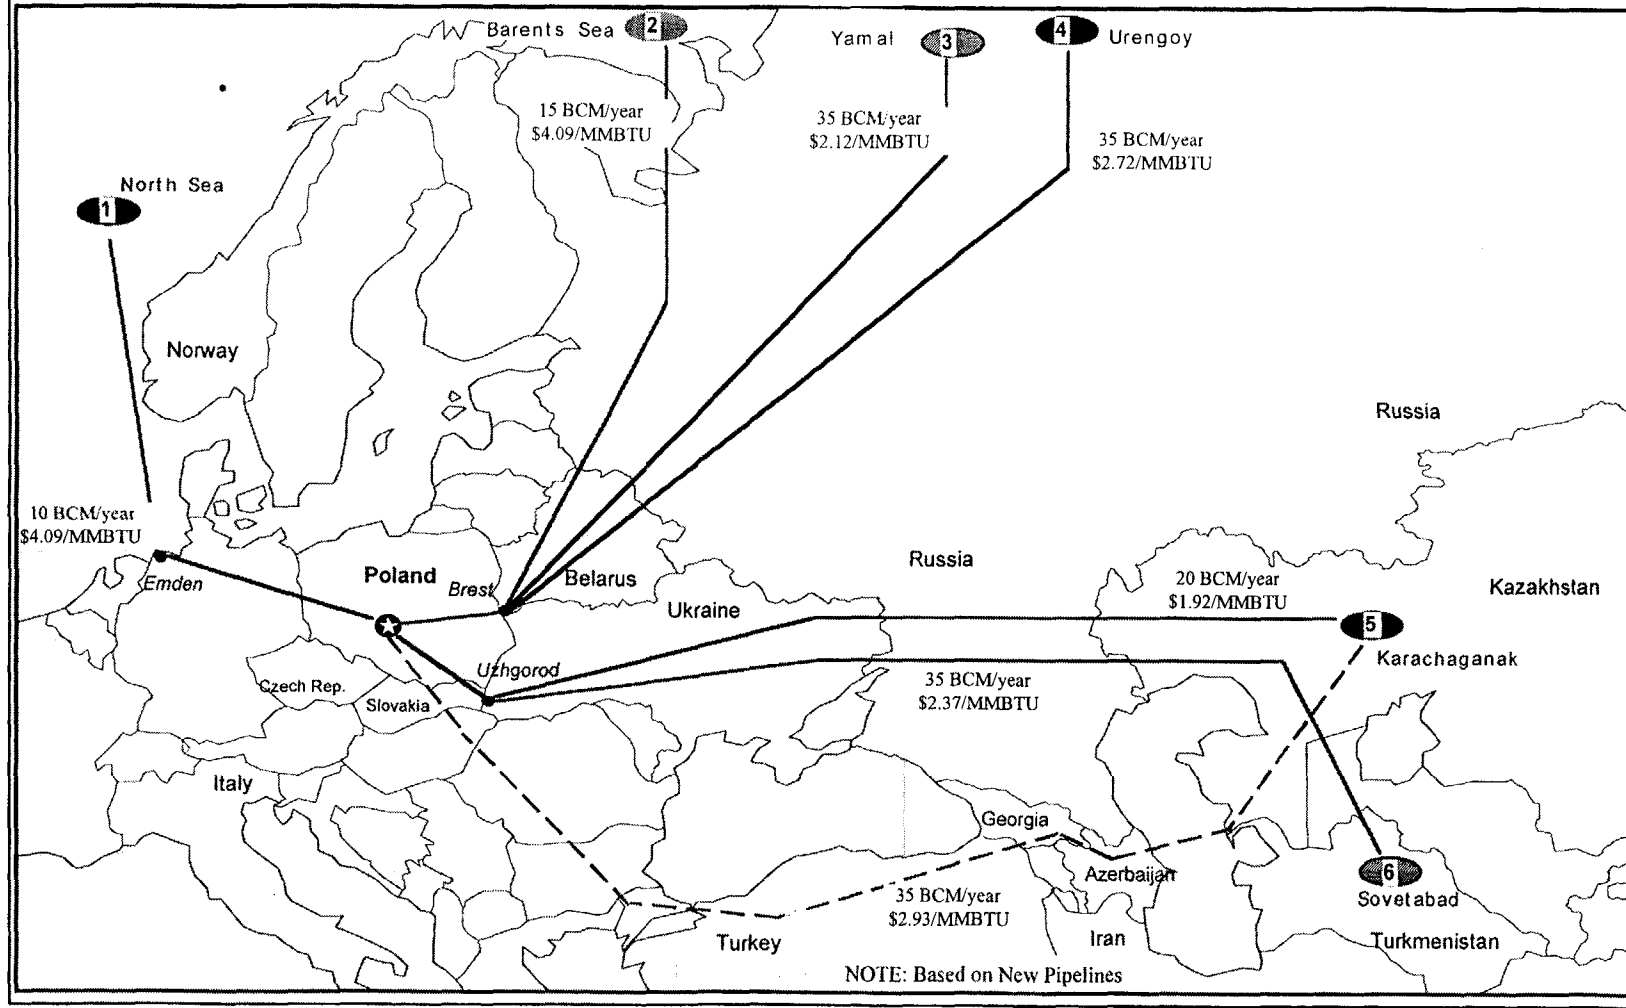 Barents Sea
2
Yamal
3
4
Urengoy
15 BCM/year
$4.09/MMBTU
35 BCM/year
$2.12/MMBTU
35 BCM/year
$2.72/MMBTU
North Sea
1
Norway
Russia
10 BCM/year
$4.09/MMBTU
Emden
Poland
Brest
Belarus
Russia
Ukraine
20 BCM/year
$1.92/MMBTU
Kazakhstan
5
Karachaganak
Uzhgorod
Czech Rep.
Slovakia
35 BCM/year
$2.37/MMBTU
Italy
Georgia
Azerbaijan
6
Sovetabad
35 BCM/year
$2.93/MMBTU
Turkey
Iran
Turkmenistan
NOTE: Based on New Pipelines